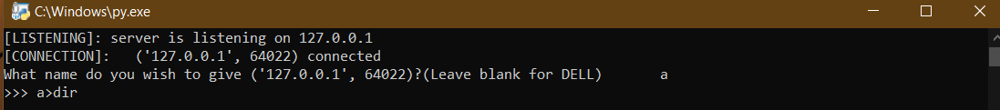 C:\Windows\py.exe
[LISTENING]: server is listening on 127.0.0.1
[CONNECTION]:   ('127.0.0.1', 64022) connected
What name do you wish to give ('127.0.0.1', 64022)?(Leave blank for DELL)       a
>>> a>dir